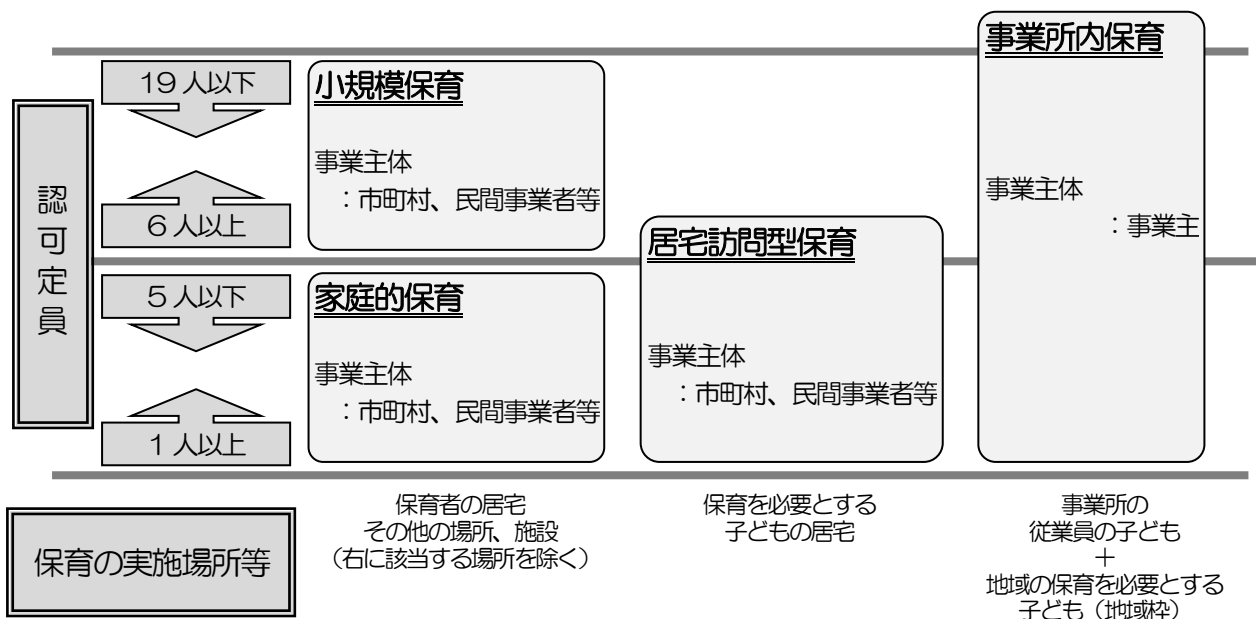 認可定員
19人以下
6人以上
5人以下
1人以上
小規模保育
事業主体
：市町村、民間事業者等
家庭的保育
事業主体
：市町村、民間事業者等
居宅訪問型保育
事業主体
：市町村、民間事業者等
事業所内保育
事業主体
：事業主
保育の実施場所等
保育者の居宅
その他の場所、施設
（右に該当する場所を除く）
保育を必要とする
子どもの居宅
事業所の
従業員の子ども
＋
地域の保育を必要とする
子ども（地域枠）